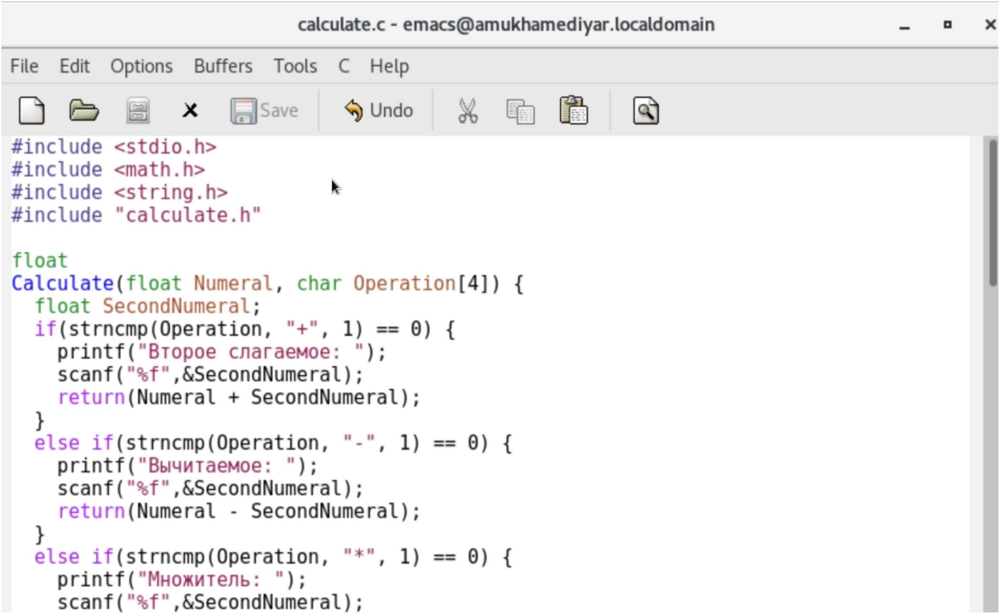 calculate.c - emacs@amukhamediyar.localdomain
File Edit Options Buffers Tools C Help
Save Undo
#include <stdio.h>
#include <math.h>
#include <string.h>
#include "calculate.h"

float
Calculate(float Numeral, char Operation[4]) {
  float SecondNumeral;
  if(strncmp(Operation, "+", 1) == 0) {
    printf("Второе слагаемое: ");
    scanf("%f",&SecondNumeral);
    return(Numeral + SecondNumeral);
  }
  else if(strncmp(Operation, "-", 1) == 0) {
    printf("Вычитаемое: ");
    scanf("%f",&SecondNumeral);
    return(Numeral - SecondNumeral);
  }
  else if(strncmp(Operation, "*", 1) == 0) {
    printf("Множитель: ");
    scanf("%f",&SecondNumeral);